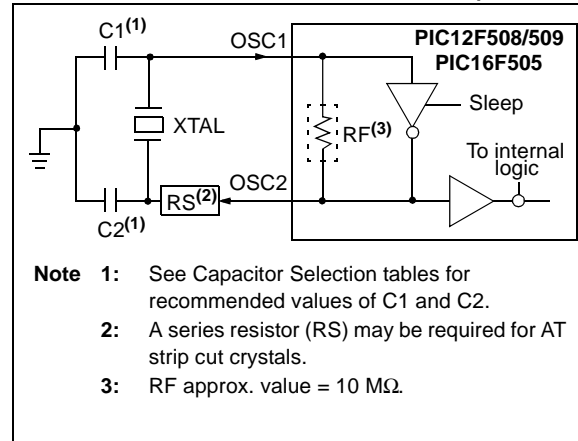 C1(1)
OSC1
PIC12F508/509
PIC16F505
Sleep
XTAL
RF(3)
To internal
logic
OSC2
RS(2)
C2(1)
Note 1: See Capacitor Selection tables for
recommended values of C1 and C2.
2: A series resistor (RS) may be required for AT
strip cut crystals.
3: RF approx. value = 10 MΩ.